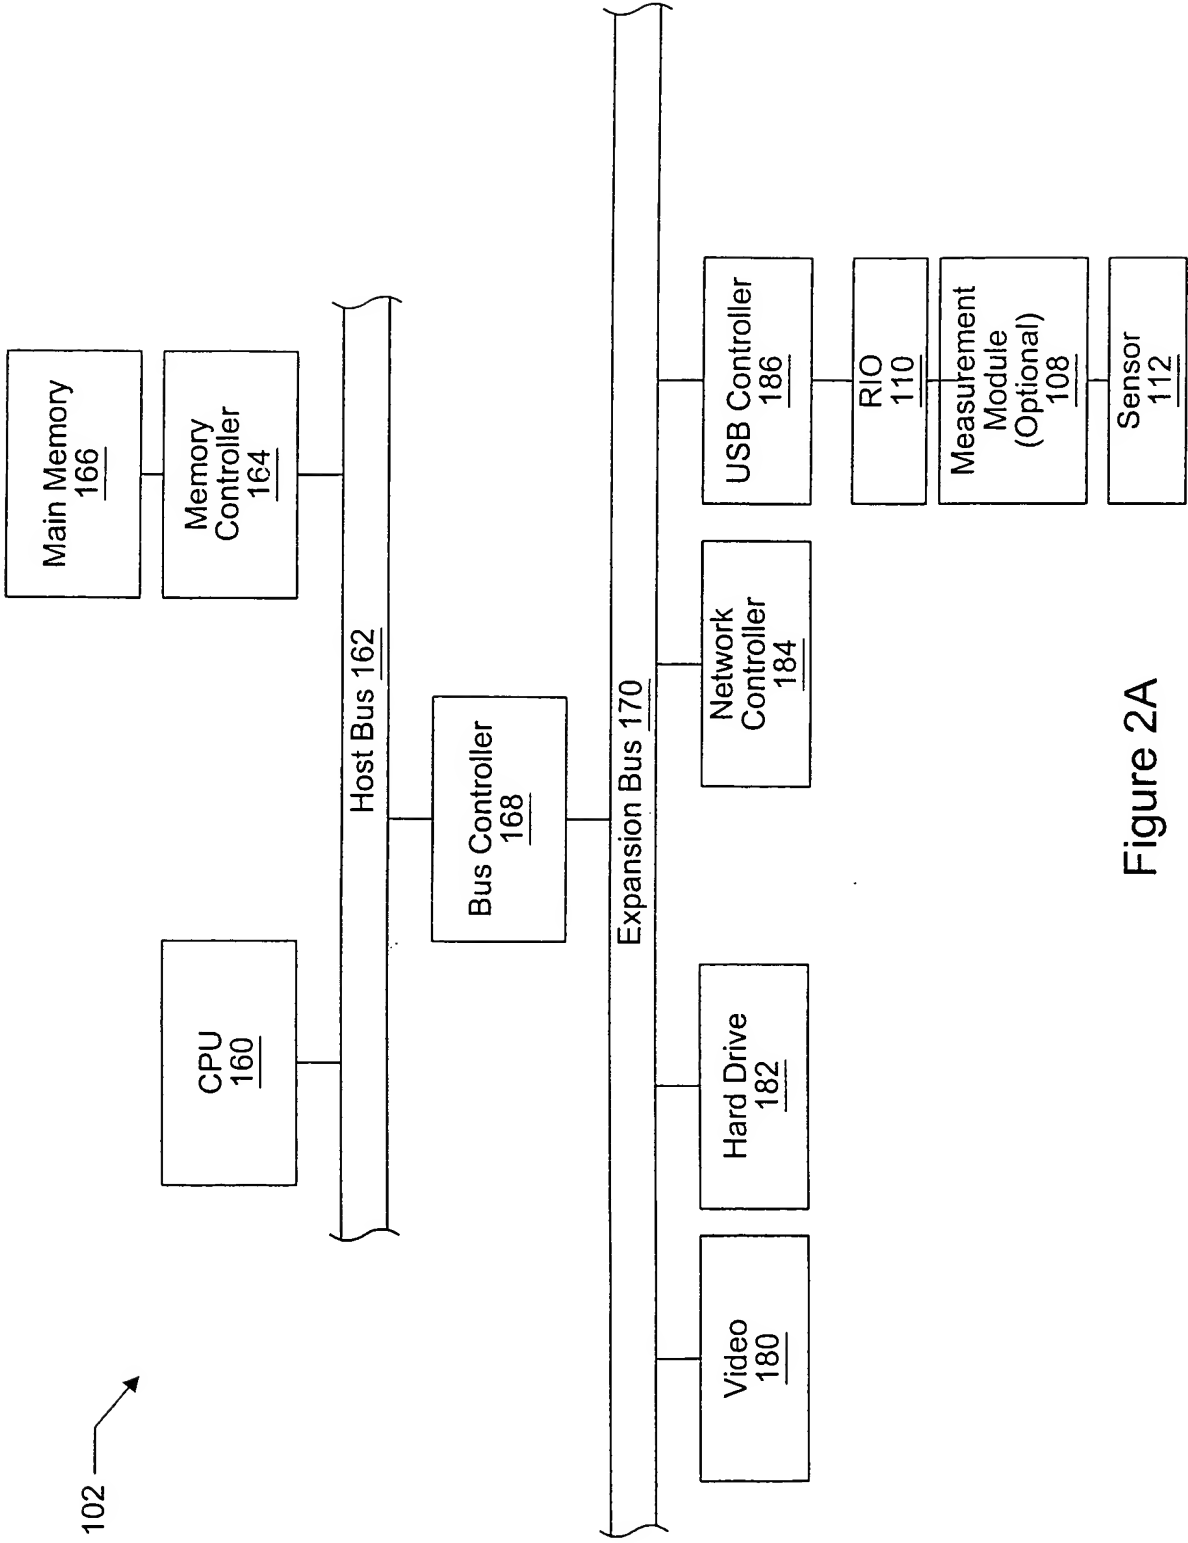 102
CPU
160
Main Memory
166
Memory
Controller
164
Host Bus 162
Bus Controller
168
Expansion Bus 170
Video
180
Hard Drive
182
Network
Controller
184
USB Controller
186
RIO
110
Measurement
Module
(Optional)
108
Sensor
112
Figure 2A